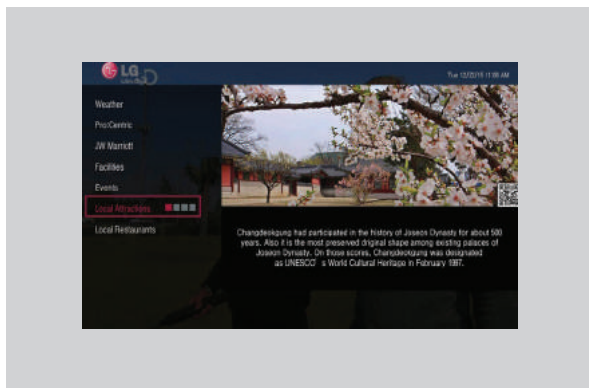 LG
Tue 12/22/15 11:08 AM
Weather
Pro:Centric
JW Marriott
Facilities
Events
Local Attractions
Local Restaurants
Changdeokgung had participated in the history of Joseon Dynasty for about 500
years. Also it is the most preserved original shape among existing palaces of
Joseon Dynasty. On those scores, Changdeokgung was designated
as UNESCO s World Cultural Heritage in February 1997.